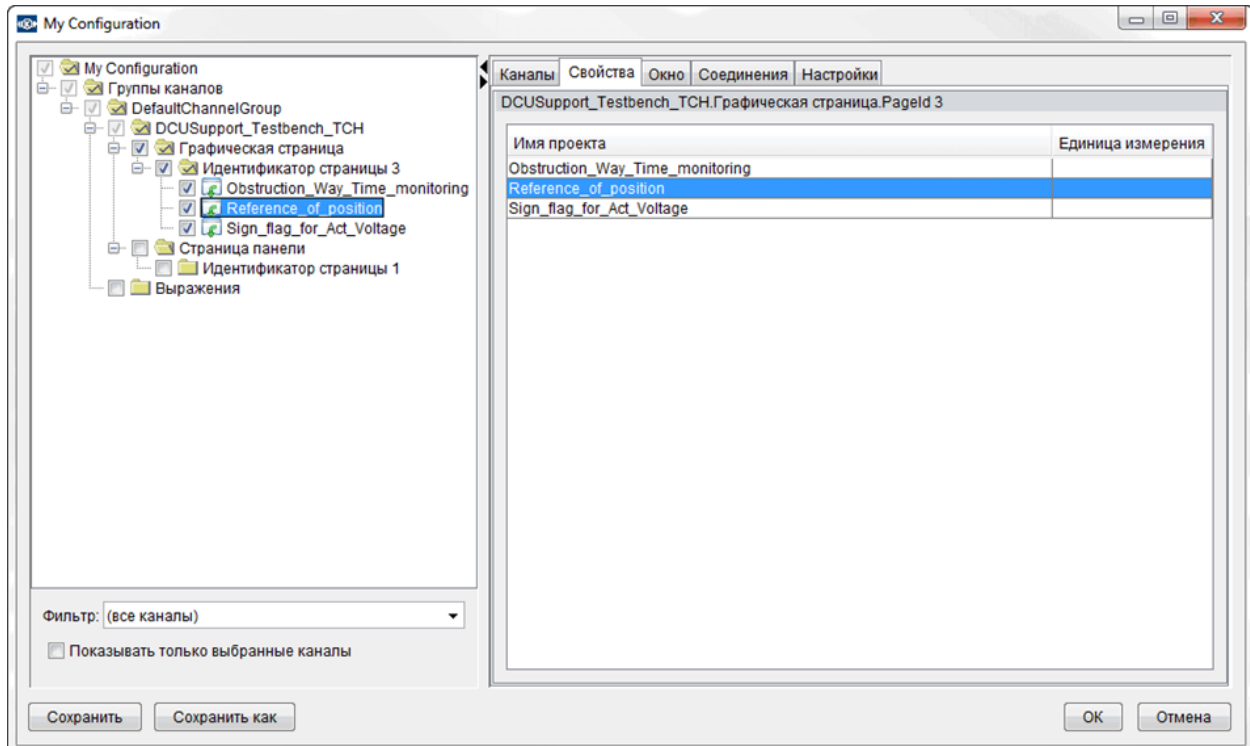 My Configuration
My Configuration
Группы каналов
DefaultChannelGroup
DCUSupport_Testbench_TCH
Графическая страница
Идентификатор страницы 3
Obstruction_Way_Time_monitoring
Reference_of_position
Sign_flag_for_Act_Voltage
Страница панели
Идентификатор страницы 1
Выражения
Фильтр: (все каналы)
Показывать только выбранные каналы
Каналы Свойства Окно Соединения Настройки
DCUSupport_Testbench_TCH.Графическая страница.PageId 3
Имя проекта Единица измерения
Obstruction_Way_Time_monitoring
Reference_of_position
Sign_flag_for_Act_Voltage
Сохранить Сохранить как ОК Отмена